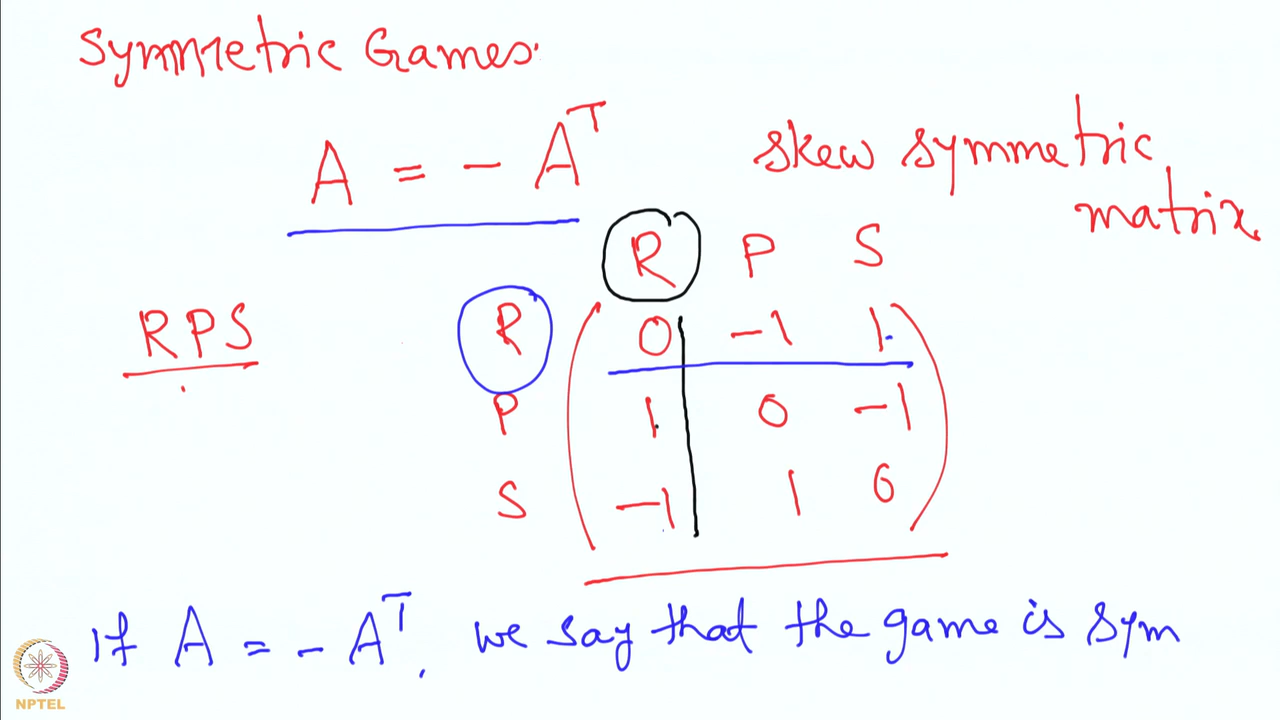 Symmetric Games.
A = - A^T
skew symmetric
matrix
R P S
RPS
R 0 -1 1
P 1 0 -1
S -1 1 0
If A = - A^T, we say that the game is sym
NPTEL